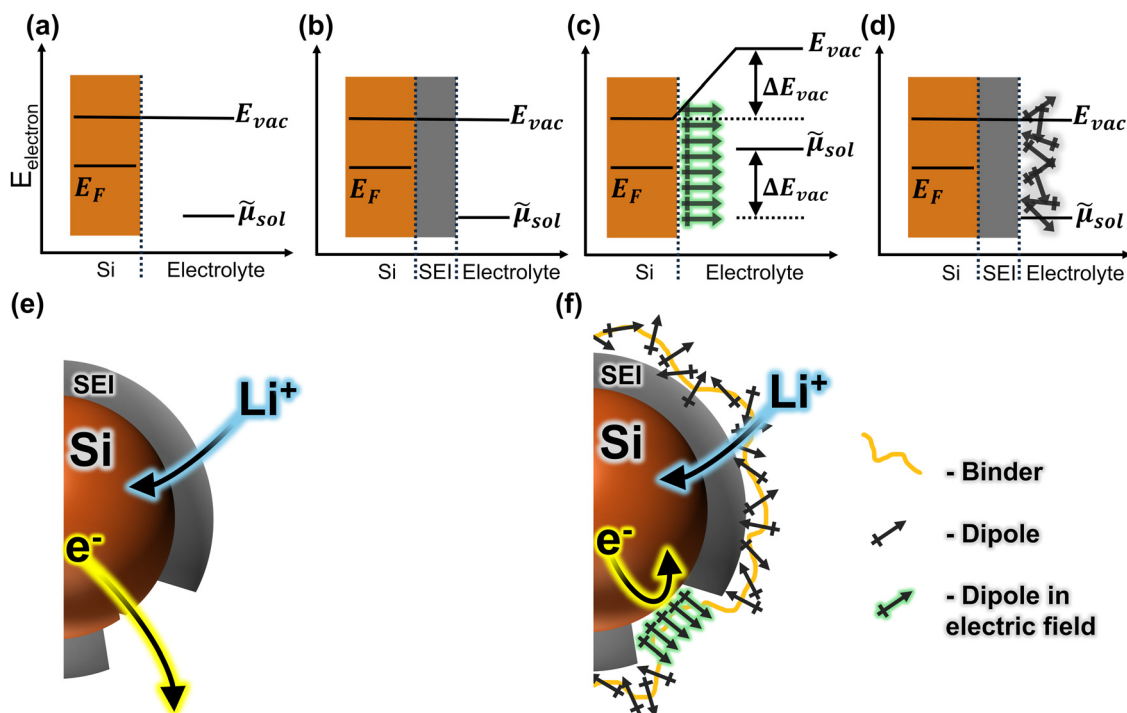 (a)
E_electron
E_vac
E_F
μ̃_sol
Si
Electrolyte
(b)
E_vac
E_F
μ̃_sol
Si
SEI
Electrolyte
(c)
E_vac
ΔE_vac
μ̃_sol
E_F
ΔE_vac
Si
Electrolyte
(d)
E_vac
E_F
μ̃_sol
Si
SEI
Electrolyte
(e)
SEI
Li⁺
Si
e⁻
(f)
SEI
Li⁺
Si
e⁻
- Binder
- Dipole
- Dipole in
electric field